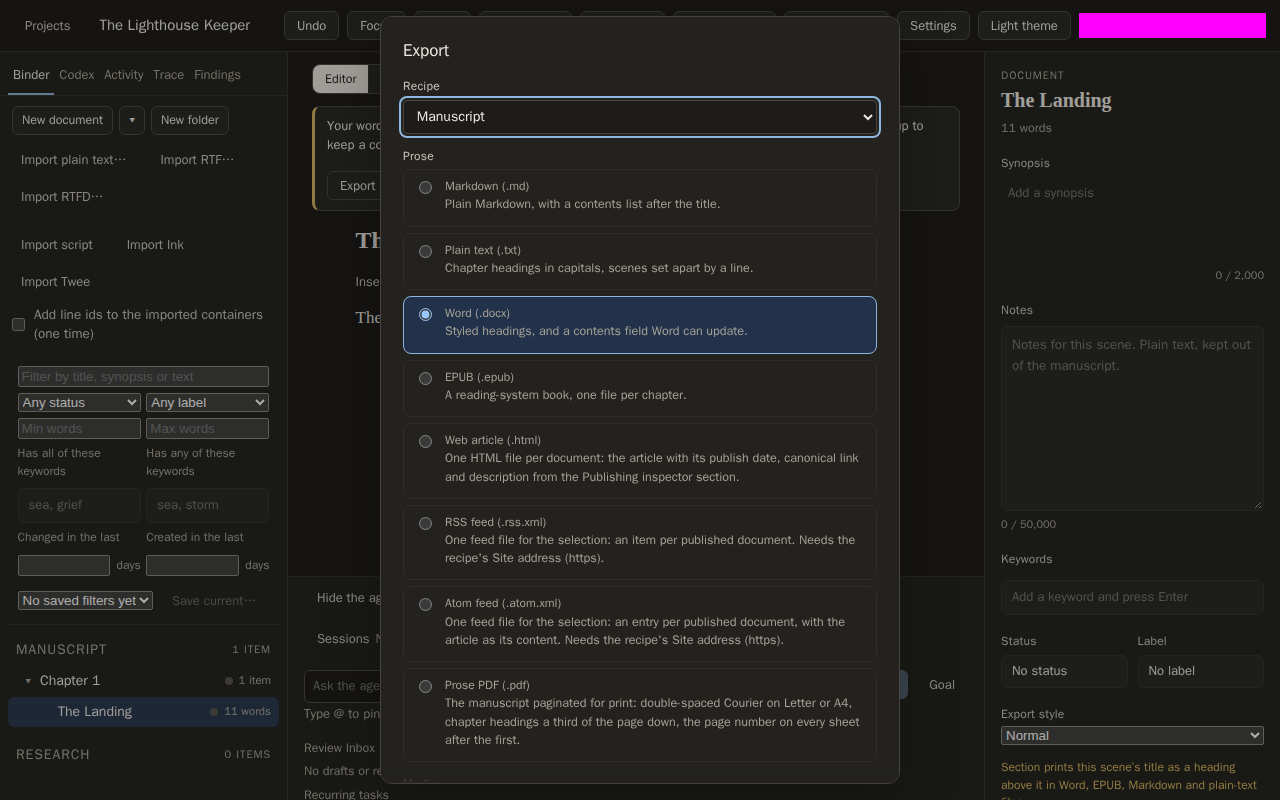 Projects
The Lighthouse Keeper
Undo
Settings
Light theme
Binder
Codex
Activity
Trace
Findings
New document
▾
New folder
Import plain text⋯
Import RTF⋯
Import RTFD⋯
Import script
Import Ink
Import Twee
Add line ids to the imported containers
(one time)
Filter by title, synopsis or text
Any status
Any label
Min words
Max words
Has all of these
keywords
Has any of these
keywords
sea, grief
sea, storm
Changed in the last
Created in the last
days
days
No saved filters yet
Save current⋯
MANUSCRIPT
1 ITEM
Chapter 1
1 item
The Landing
11 words
RESEARCH
0 ITEMS
Editor
Your
keep a
Export
Hide the
Sessions
Ask the
Type @ to
Goal
Review Inbox
No drafts or
Recurring tasks
Export
Recipe
Manuscript
Prose
Markdown (.md)
Plain Markdown, with a contents list after the title.
Plain text (.txt)
Chapter headings in capitals, scenes set apart by a line.
Word (.docx)
Styled headings, and a contents field Word can update.
EPUB (.epub)
A reading-system book, one file per chapter.
Web article (.html)
One HTML file per document: the article with its publish date, canonical link
and description from the Publishing inspector section.
RSS feed (.rss.xml)
One feed file for the selection: an item per published document. Needs the
recipe's Site address (https).
Atom feed (.atom.xml)
One feed file for the selection: an entry per published document, with the
article as its content. Needs the recipe's Site address (https).
Prose PDF (.pdf)
The manuscript paginated for print: double-spaced Courier on Letter or A4,
chapter headings a third of the page down, the page number on every sheet
after the first.
DOCUMENT
The Landing
11 words
Synopsis
Add a synopsis
0 / 2,000
Notes
Notes for this scene. Plain text, kept out
of the manuscript.
0 / 50,000
Keywords
Add a keyword and press Enter
Status
Label
No status
No label
Export style
Normal
Section prints this scene's title as a heading
above it in Word, EPUB, Markdown and plain-text